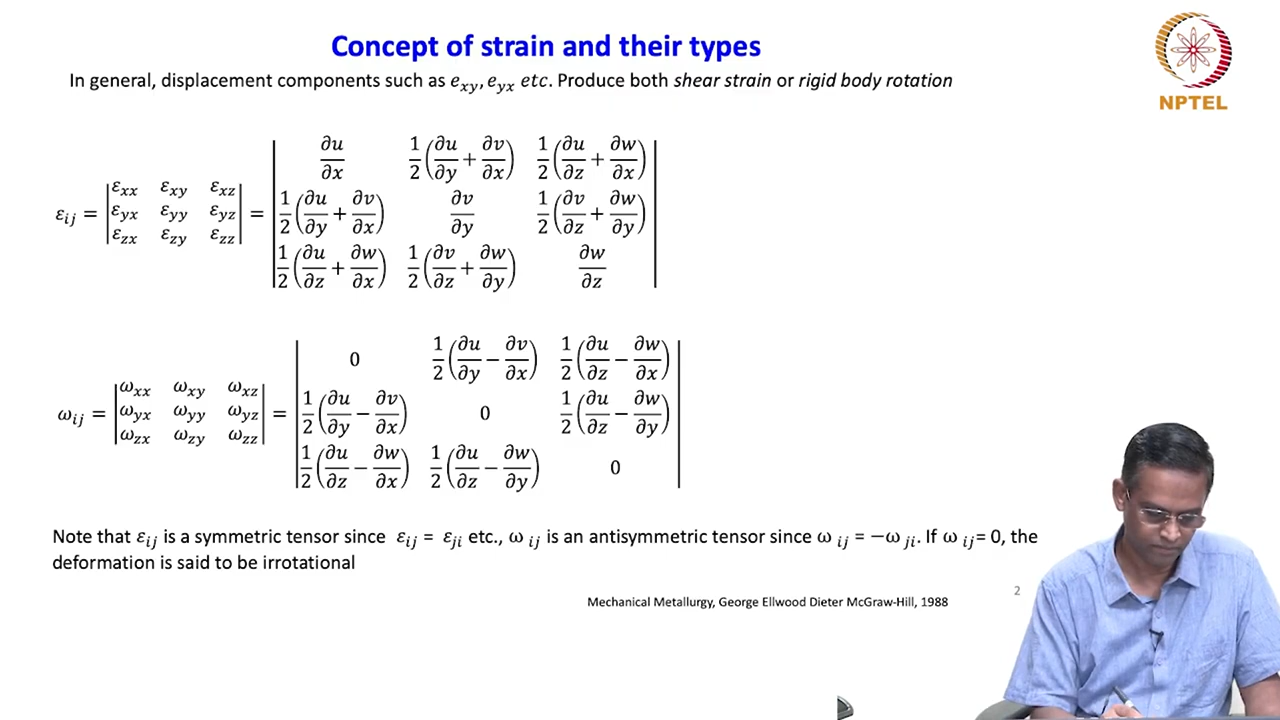 Concept of strain and their types
In general, displacement components such as e_xy, e_yx etc. Produce both shear strain or rigid body rotation
NPTEL
ε_ij = |ε_xx ε_xy ε_xz| = |∂u/∂x 1/2(∂u/∂y + ∂v/∂x) 1/2(∂u/∂z + ∂w/∂x)|
|ε_yx ε_yy ε_yz| |1/2(∂u/∂y + ∂v/∂x) ∂v/∂y 1/2(∂v/∂z + ∂w/∂y)|
|ε_zx ε_zy ε_zz| |1/2(∂u/∂z + ∂w/∂x) 1/2(∂v/∂z + ∂w/∂y) ∂w/∂z|
ω_ij = |ω_xx ω_xy ω_xz| = |0 1/2(∂u/∂y − ∂v/∂x) 1/2(∂u/∂z − ∂w/∂x)|
|ω_yx ω_yy ω_yz| |1/2(∂u/∂y − ∂v/∂x) 0 1/2(∂u/∂z − ∂w/∂y)|
|ω_zx ω_zy ω_zz| |1/2(∂u/∂z − ∂w/∂x) 1/2(∂u/∂z − ∂w/∂y) 0|
Note that ε_ij is a symmetric tensor since ε_ij = ε_ji etc., ω_ij is an antisymmetric tensor since ω_ij = −ω_ji. If ω_ij= 0, the
deformation is said to be irrotational
2
Mechanical Metallurgy, George Ellwood Dieter McGraw-Hill, 1988